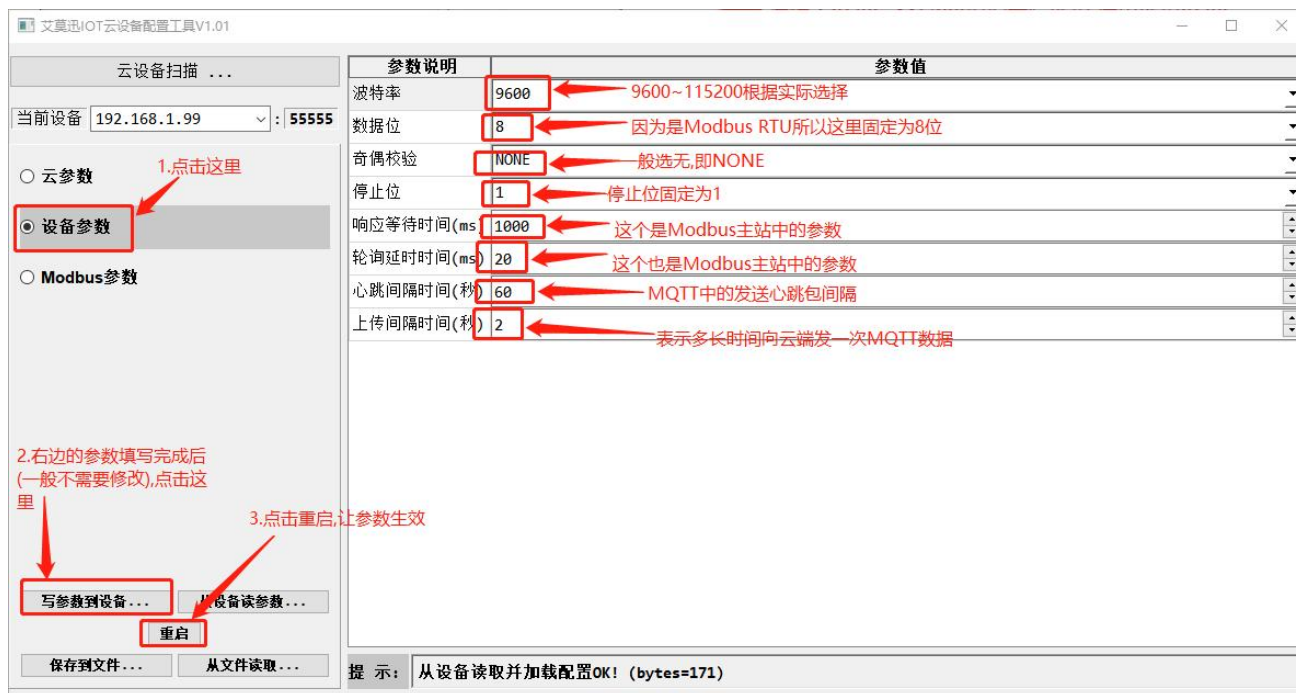 艾莫迅IOT云设备配置工具V1.01
云设备扫描 ...
当前设备 192.168.1.99 : 55555
云参数
1.点击这里
设备参数
Modbus参数
2.右边的参数填写完成后
(一般不需要修改),点击这
里
3.点击重启,让参数生效
写参数到设备... 从设备读参数...
重启
保存到文件... 从文件读取...
参数说明 参数值
波特率 9600 9600~115200根据实际选择
数据位 8 因为是Modbus RTU所以这里固定为8位
奇偶校验 NONE 一般选无,即NONE
停止位 1 停止位固定为1
响应等待时间(ms) 1000 这个是Modbus主站中的参数
轮询延时时间(ms) 20 这个也是Modbus主站中的参数
心跳间隔时间(秒) 60 MQTT中的发送心跳包间隔
上传间隔时间(秒) 2 表示多长时间向云端发一次MQTT数据
提 示: 从设备读取并加载配置OK! (bytes=171)